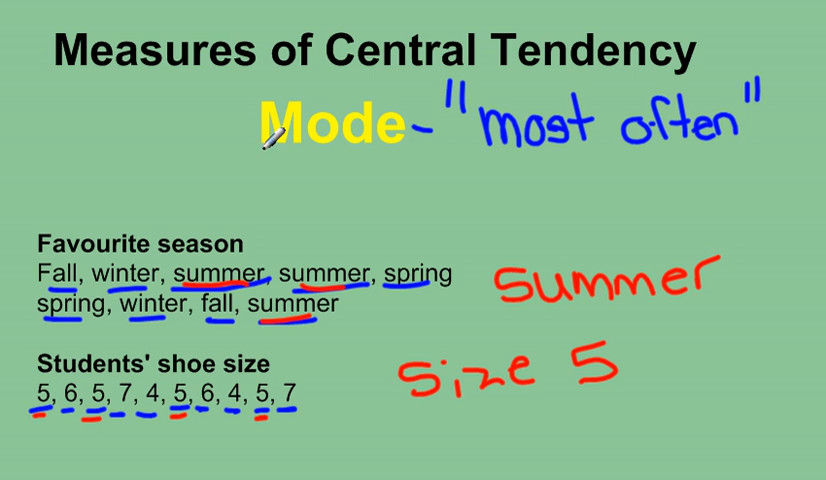 Measures of Central Tendency
Mode - "most often"
Favourite season
Fall, winter, summer, summer, spring
spring, winter, fall, summer
summer
Students' shoe size
5, 6, 5, 7, 4, 5, 6, 4, 5, 7
size 5